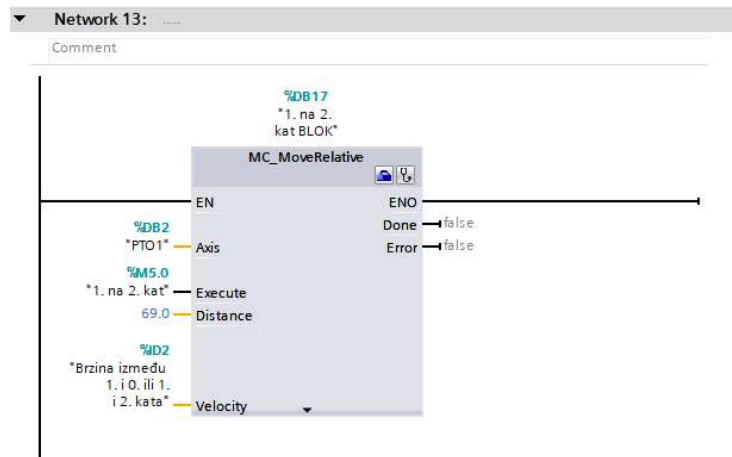 Network 13: .....
Comment
%DB17
"1. na 2.
kat BLOK"
MC_MoveRelative
EN
ENO
%DB2
"PTO1"
Axis
Done
false
Error
false
%M5.0
"1. na 2. kat"
Execute
69.0
Distance
%ID2
"Brzina između
1. i 0. ili 1.
i 2. kata"
Velocity